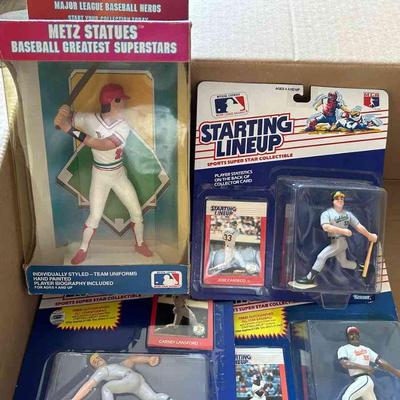 MAJOR LEAGUE BASEBALL HEROS
START YOUR COLLECTION TODAY
METZ STATUES
BASEBALL GREATEST SUPERSTARS
INDIVIDUALLY STYLED – TEAM UNIFORMS
HAND PAINTED
PLAYER BIOGRAPHY INCLUDED
FOR AGES 4 AND UP
AGES 4 AND UP
STARTING
LINEUP
SPORTS SUPER STAR COLLECTIBLE
PLAYER STATISTICS
ON THE BACK OF
COLLECTOR CARD
STARTING
LINEUP
33
JOSE CANSECO
Kenner
SPORTS SUPER STAR COLLECTIBLE
CARNEY LANSFORD
SPORTS SUPER STAR COLLECTIBLE
STARTING
LINEUP